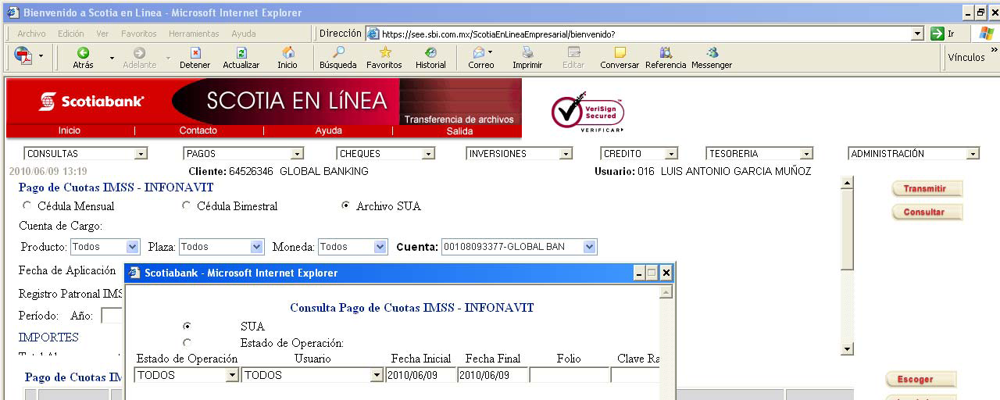 Bienvenido a Scotia en Linea - Microsoft Internet Explorer
Archivo Edición Ver Favoritos Herramientas Ayuda Dirección https://see.sbi.com.mx/ScotiaEnLineaEmpresarial/bienvenido? Ir
Atrás Adelante Detener Actualizar Inicio Búsqueda Favoritos Historial Correo Imprimir Editar Conversar Referencia Messenger Vínculos »
Scotiabank SCOTIA EN LíNEA
Transferencia de archivos
VeriSign Secured
VERIFICAR
Inicio | Contacto | Ayuda | Salida
CONSULTAS PAGOS CHEQUES INVERSIONES CREDITO TESORERIA ADMINISTRACIÓN
2010/06/09 13:19 Cliente: 64526346 GLOBAL BANKING Usuario: 016 LUIS ANTONIO GARCIA MUÑOZ
Pago de Cuotas IMSS - INFONAVIT
Transmitir
Cédula Mensual Cédula Bimestral Archivo SUA
Consultar
Cuenta de Cargo:
Producto: Todos Plaza: Todos Moneda: Todos Cuenta: 00108093377-GLOBAL BAN
Fecha de Aplicación
Registro Patronal IMS
Período: Año:
IMPORTES
Scotiabank - Microsoft Internet Explorer
Consulta Pago de Cuotas IMSS - INFONAVIT
SUA
Estado de Operación:
Estado de Operación Usuario Fecha Inicial Fecha Final Folio Clave Ra
TODOS TODOS 2010/06/09 2010/06/09
Pago de Cuotas IM
Escoger